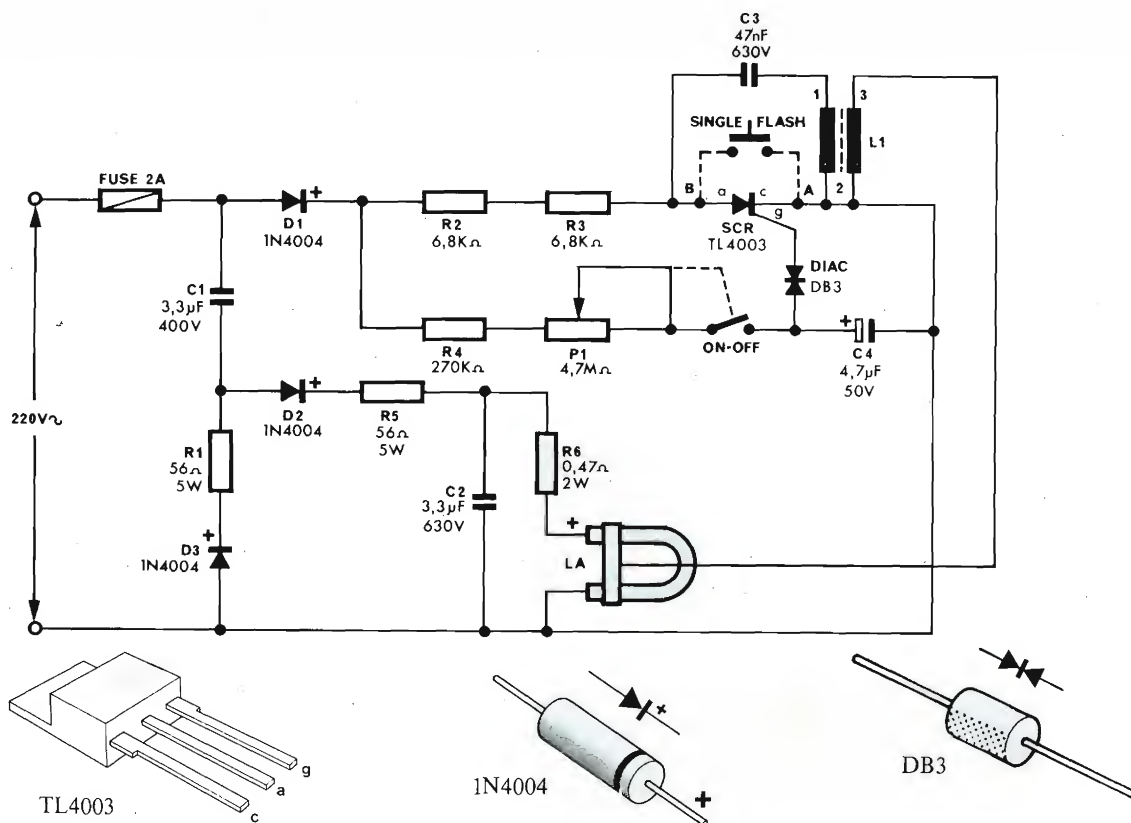 C3
47nF
630V
1
3
SINGLE FLASH
L1
FUSE 2A
+
B
a
c
A
2
D1
1N4004
R2
6,8KΩ
R3
6,8KΩ
g
SCR
TL4003
DIAC
DB3
C1
3,3µF
400V
R4
270KΩ
P1
4,7MΩ
ON-OFF
+
C4
4,7µF
50V
220V~
+
D2
1N4004
R5
56Ω
5W
R1
56Ω
5W
R6
0,47Ω
2W
C2
3,3µF
630V
+
D3
1N4004
+
LA
g
a
c
TL4003
+
1N4004
+
DB3